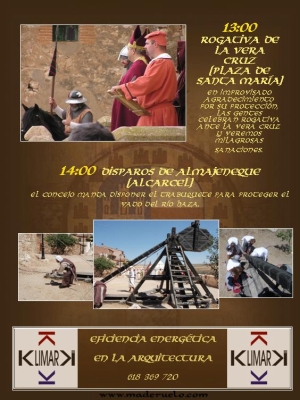 13:00
ROGATIVA DE
LA VERA
CRUZ
[PLAZA DE
SANTA MARÍA]
EN IMPROVISADO
AGRADECIMIENTO
POR SU PROTECCIÓN,
LAS GENTES
CELEBRAN ROGATIVA
ANTE LA VERA CRUZ
Y VEREMOS
MILAGROSAS
SANACIONES.
14:00 DISPAROS DE ALMAJENEQUE
[ALCARCEL]
EL CONCEJO MANDA DISPONER EL TRABUQUETE PARA PROTEGER EL
VADO DEL RÍO HAZA.
K
KLIMARK
K
EFICIENCIA ENERGÉTICA
EN LA ARQUITECTURA
618 369 720
K
KLIMARK
K
www.maderuelo.com